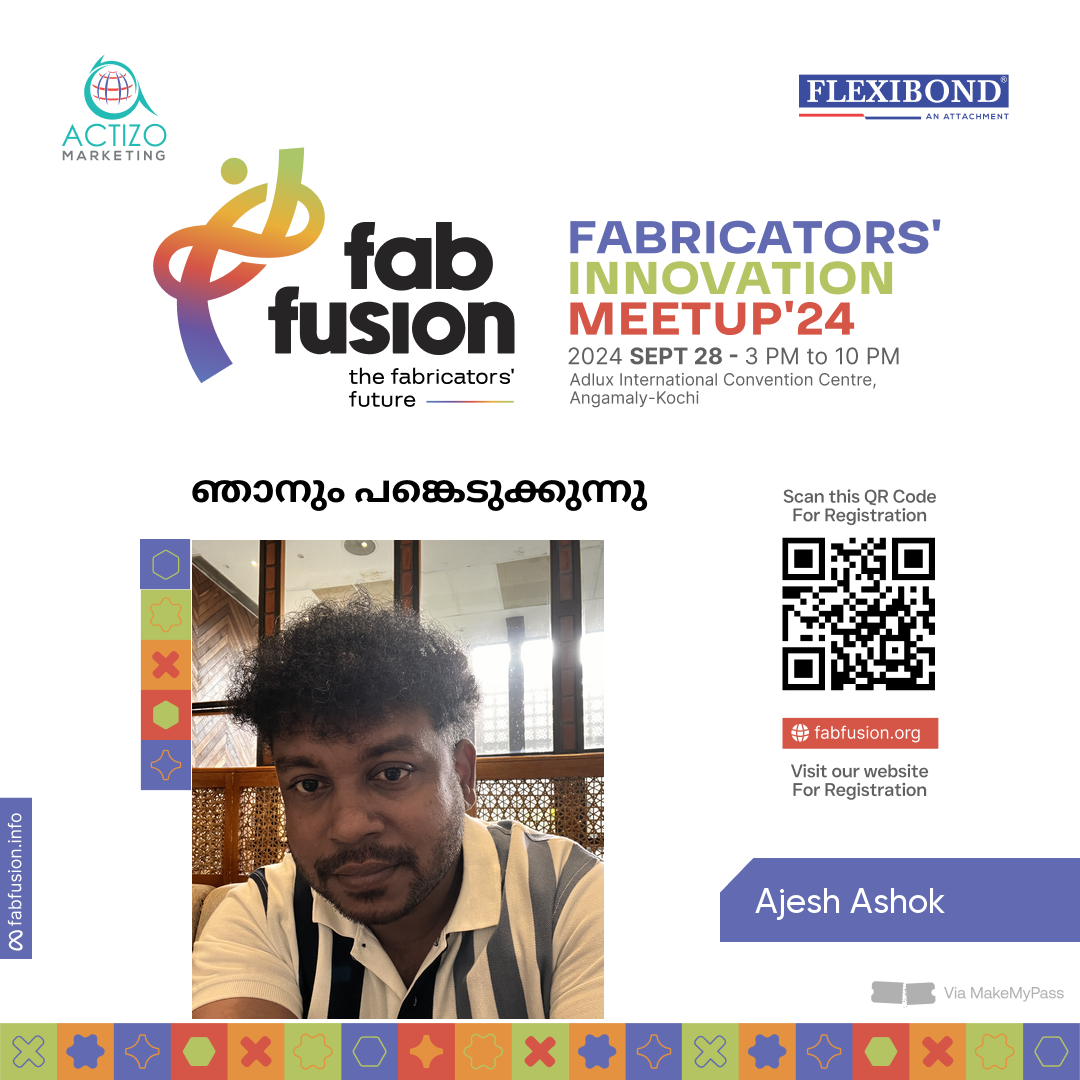 ACTIZO
MARKETING
FLEXIBOND®
AN ATTACHMENT
fab
fusion
the fabricators'
future
FABRICATORS'
INNOVATION
MEETUP'24
2024 SEPT 28 - 3 PM to 10 PM
Adlux International Convention Centre,
Angamaly-Kochi
ഞാനും പങ്കെടുക്കുന്നു
Scan this QR Code
For Registration
fabfusion.org
Visit our website
For Registration
fabfusion.info
Ajesh Ashok
Via MakeMyPass